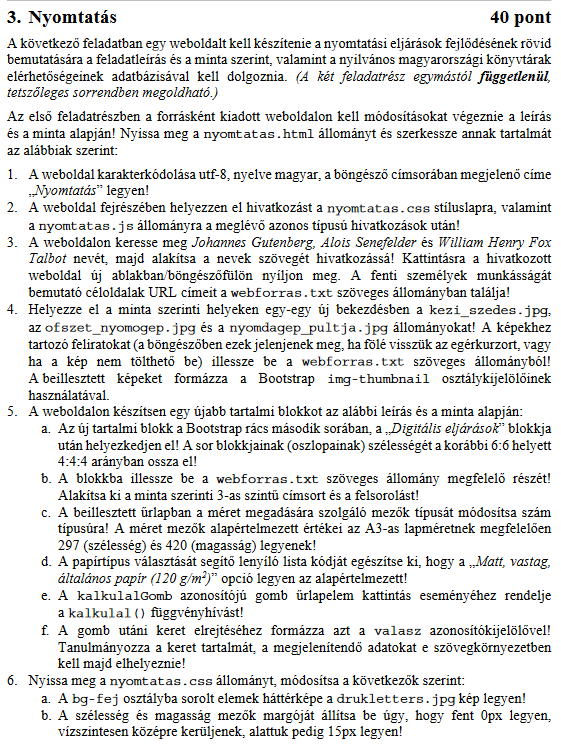 3. Nyomtatás 40 pont
A következő feladatban egy weboldalt kell készítenie a nyomtatási eljárások fejlődésének rövid
bemutatására a feladatleírás és a minta szerint, valamint a nyilvános magyarországi könyvtárak
elérhetőségeinek adatbázisával kell dolgoznia. (A két feladatrész egymástól függetlenül,
tetszőleges sorrendben megoldható.)
Az első feladatrészben a forrásként kiadott weboldalon kell módosításokat végeznie a leírás
és a minta alapján! Nyissa meg a nyomtatas.html állományt és szerkessze annak tartalmát
az alábbiak szerint:
1. A weboldal karakterkódolása utf-8, nyelve magyar, a böngésző címsorában megjelenő címe
„Nyomtatás” legyen!
2. A weboldal fejrészében helyezzen el hivatkozást a nyomtatas.css stíluslapra, valamint
a nyomtatas.js állományra a meglévő azonos típusú hivatkozások után!
3. A weboldalon keresse meg Johannes Gutenberg, Alois Senefelder és William Henry Fox
Talbot nevét, majd alakítsa a nevek szövegét hivatkozássá! Kattintásra a hivatkozott
weboldal új ablakban/böngészőfülön nyíljon meg. A fenti személyek munkásságát
bemutató céloldalak URL címeit a webforras.txt szöveges állományban találja!
4. Helyezze el a minta szerinti helyeken egy-egy új bekezdésben a kezi_szedes.jpg,
az ofszet_nyomogep.jpg és a nyomdagep_pultja.jpg állományokat! A képekhez
tartozó feliratokat (a böngészőben ezek jelenjenek meg, ha fölé visszük az egérkurzort, vagy
ha a kép nem tölthető be) illessze be a webforras.txt szöveges állományból!
A beillesztett képeket formázza a Bootstrap img-thumbnail osztálykijelölőinek
használatával.
5. A weboldalon készítsen egy újabb tartalmi blokkot az alábbi leírás és a minta alapján:
a. Az új tartalmi blokk a Bootstrap rács második sorában, a „Digitális eljárások” blokkja
után helyezkedjen el! A sor blokkjainak (oszlopainak) szélességét a korábbi 6:6 helyett
4:4:4 arányban ossza el!
b. A blokkba illessze be a webforras.txt szöveges állomány megfelelő részét!
Alakítsa ki a minta szerinti 3-as szintű címsort és a felsorolást!
c. A beillesztett űrlapban a méret megadására szolgáló mezők típusát módosítsa szám
típusúra! A méret mezők alapértelmezett értékei az A3-as lapméretnek megfelelően
297 (szélesség) és 420 (magasság) legyenek!
d. A papírtípus választását segítő lenyíló lista kódját egészítse ki, hogy a „Matt, vastag,
általános papír (120 g/m²)” opció legyen az alapértelmezett!
e. A kalkulalGomb azonosítójú gomb űrlapelem kattintás eseményéhez rendelje
a kalkulal() függvényhívást!
f. A gomb utáni keret elrejtéséhez formázza azt a valasz azonosítókijelölővel!
Tanulmányozza a keret tartalmát, a megjelenítendő adatokat e szövegkörnyezetben
kell majd elhelyeznie!
6. Nyissa meg a nyomtatas.css állományt, módosítsa a következők szerint:
a. A bg-fej osztályba sorolt elemek háttérképe a drukletters.jpg kép legyen!
b. A szélesség és magasság mezők margóját állítsa be úgy, hogy fent 0px legyen,
vízszintesen középre kerüljenek, alattuk pedig 15px legyen!